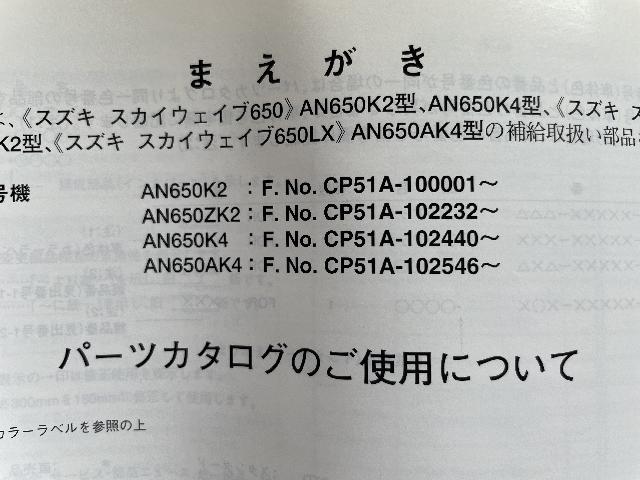 まえがき
、《スズキ スカイウェイブ650》AN650K2型、AN650K4型、《スズキ ス
K2型、《スズキ スカイウェイブ650LX》AN650AK4型の補給取扱い部品
号機 AN650K2 : F. No. CP51A-100001～
AN650ZK2 : F. No. CP51A-102232～
AN650K4 : F. No. CP51A-102440～
AN650AK4 : F. No. CP51A-102546～
パーツカタログのご使用について
カラーラベルを参照の上